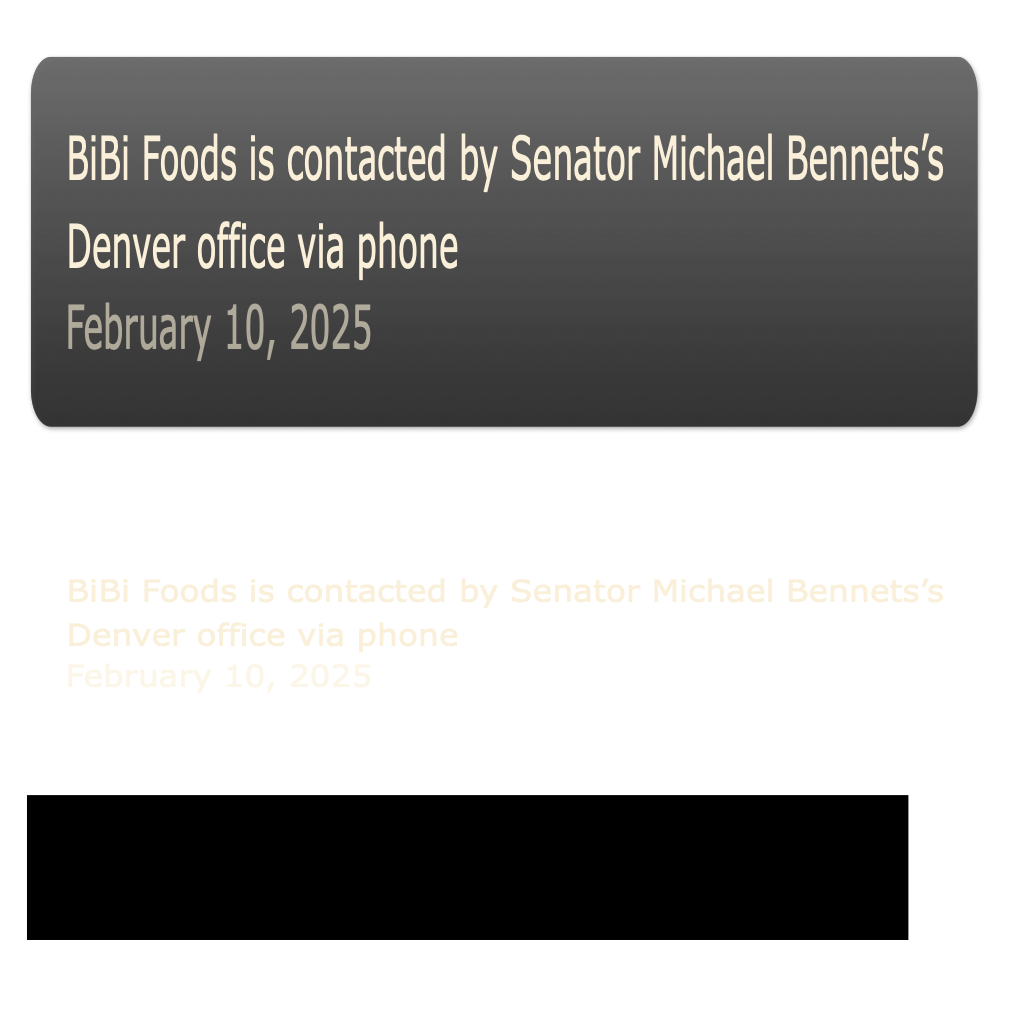 BiBi Foods is contacted by Senator Michael Bennets’s
Denver office via phone
February 10, 2025
BiBi Foods is contacted by Senator Michael Bennets’s
Denver office via phone
February 10, 2025